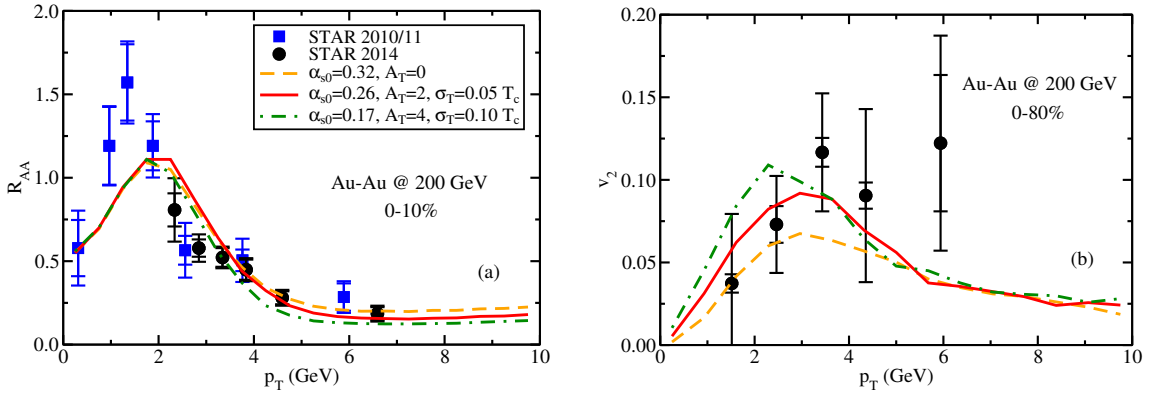 2.0
1.5
1.0
0.5
0.0
R_AA
STAR 2010/11
STAR 2014
α_s0=0.32, A_T=0
α_s0=0.26, A_T=2, σ_T=0.05 T_c
α_s0=0.17, A_T=4, σ_T=0.10 T_c
Au-Au @ 200 GeV
0-10%
(a)
0 2 4 6 8 10
p_T (GeV)
0.20
0.15
0.10
0.05
0.00
v_2
Au-Au @ 200 GeV
0-80%
(b)
0 2 4 6 8 10
p_T (GeV)